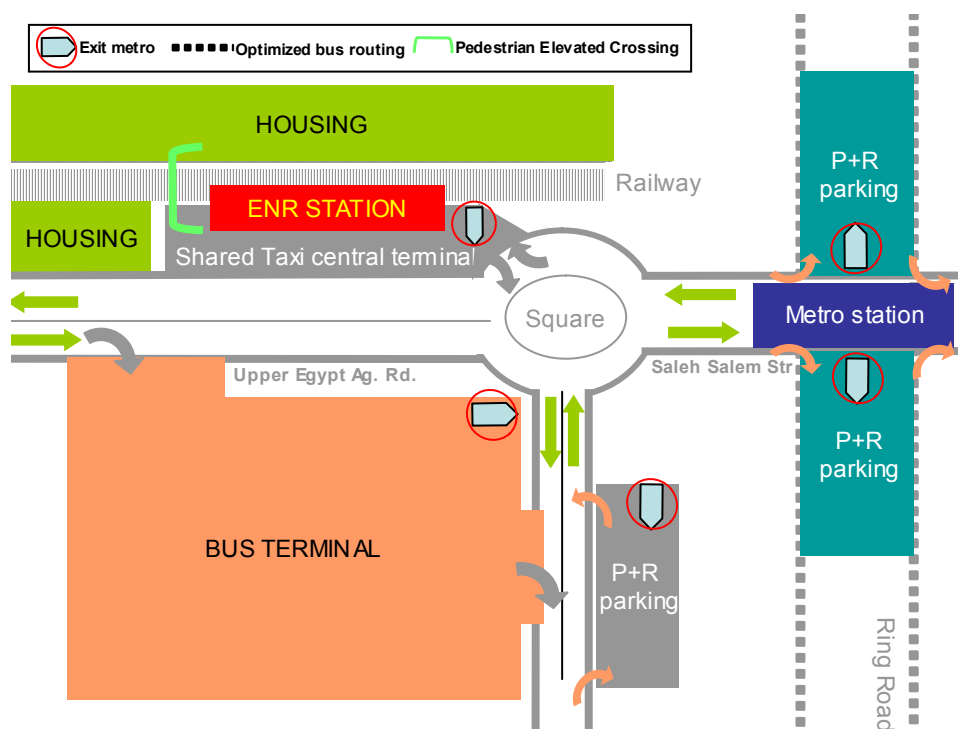 Exit metro
Optimized bus routing
Pedestrian Elevated Crossing
HOUSING
P+R
parking
Railway
ENR STATION
HOUSING
Shared Taxi central terminal
Square
Metro station
Upper Egypt Ag. Rd.
Saleh Salem Str
P+R
parking
BUS TERMINAL
P+R
parking
Ring Road